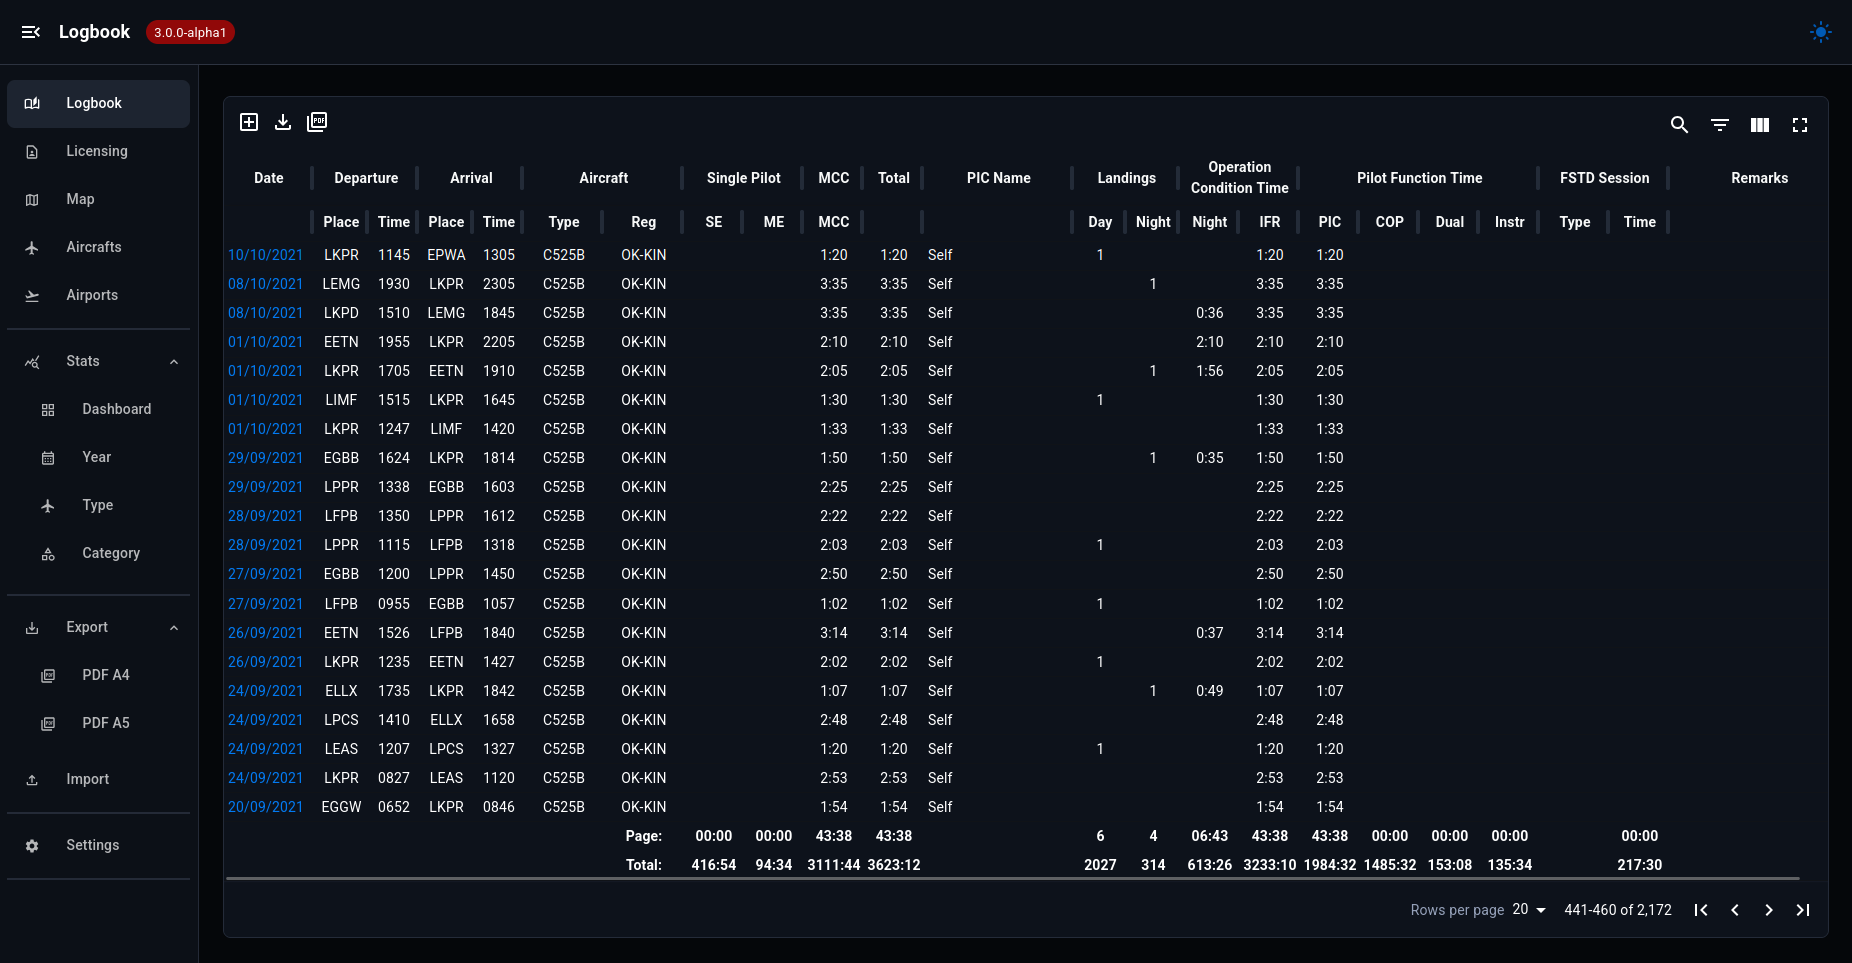 Logbook 3.0.0-alpha1
Logbook
Licensing
Map
Aircrafts
Airports
Stats
Dashboard
Year
Type
Category
Export
PDF A4
PDF A5
Import
Settings
Date Departure Arrival Aircraft Single Pilot MCC Total PIC Name Landings Operation Condition Time Pilot Function Time FSTD Session Remarks
Place Time Place Time Type Reg SE ME MCC Day Night Night IFR PIC COP Dual Instr Type Time
10/10/2021 LKPR 1145 EPWA 1305 C525B OK-KIN 1:20 1:20 Self 1 1:20 1:20
08/10/2021 LEMG 1930 LKPR 2305 C525B OK-KIN 3:35 3:35 Self 1 3:35 3:35
08/10/2021 LKPD 1510 LEMG 1845 C525B OK-KIN 3:35 3:35 Self 0:36 3:35 3:35
01/10/2021 EETN 1955 LKPR 2205 C525B OK-KIN 2:10 2:10 Self 2:10 2:10 2:10
01/10/2021 LKPR 1705 EETN 1910 C525B OK-KIN 2:05 2:05 Self 1 1:56 2:05 2:05
01/10/2021 LIMF 1515 LKPR 1645 C525B OK-KIN 1:30 1:30 Self 1 1:30 1:30
01/10/2021 LKPR 1247 LIMF 1420 C525B OK-KIN 1:33 1:33 Self 1:33 1:33
29/09/2021 EGBB 1624 LKPR 1814 C525B OK-KIN 1:50 1:50 Self 1 0:35 1:50 1:50
29/09/2021 LPPR 1338 EGBB 1603 C525B OK-KIN 2:25 2:25 Self 2:25 2:25
28/09/2021 LFPB 1350 LPPR 1612 C525B OK-KIN 2:22 2:22 Self 2:22 2:22
28/09/2021 LPPR 1115 LFPB 1318 C525B OK-KIN 2:03 2:03 Self 1 2:03 2:03
27/09/2021 EGBB 1200 LPPR 1450 C525B OK-KIN 2:50 2:50 Self 2:50 2:50
27/09/2021 LFPB 0955 EGBB 1057 C525B OK-KIN 1:02 1:02 Self 1 1:02 1:02
26/09/2021 EETN 1526 LFPB 1840 C525B OK-KIN 3:14 3:14 Self 0:37 3:14 3:14
26/09/2021 LKPR 1235 EETN 1427 C525B OK-KIN 2:02 2:02 Self 1 2:02 2:02
24/09/2021 ELLX 1735 LKPR 1842 C525B OK-KIN 1:07 1:07 Self 1 0:49 1:07 1:07
24/09/2021 LPCS 1410 ELLX 1658 C525B OK-KIN 2:48 2:48 Self 2:48 2:48
24/09/2021 LEAS 1207 LPCS 1327 C525B OK-KIN 1:20 1:20 Self 1 1:20 1:20
24/09/2021 LKPR 0827 LEAS 1120 C525B OK-KIN 2:53 2:53 Self 2:53 2:53
20/09/2021 EGGW 0652 LKPR 0846 C525B OK-KIN 1:54 1:54 Self 1:54 1:54
Page: 00:00 00:00 43:38 43:38 6 4 06:43 43:38 43:38 00:00 00:00 00:00 00:00
Total: 416:54 94:34 3111:44 3623:12 2027 314 613:26 3233:10 1984:32 1485:32 153:08 135:34 217:30
Rows per page 20 441-460 of 2,172